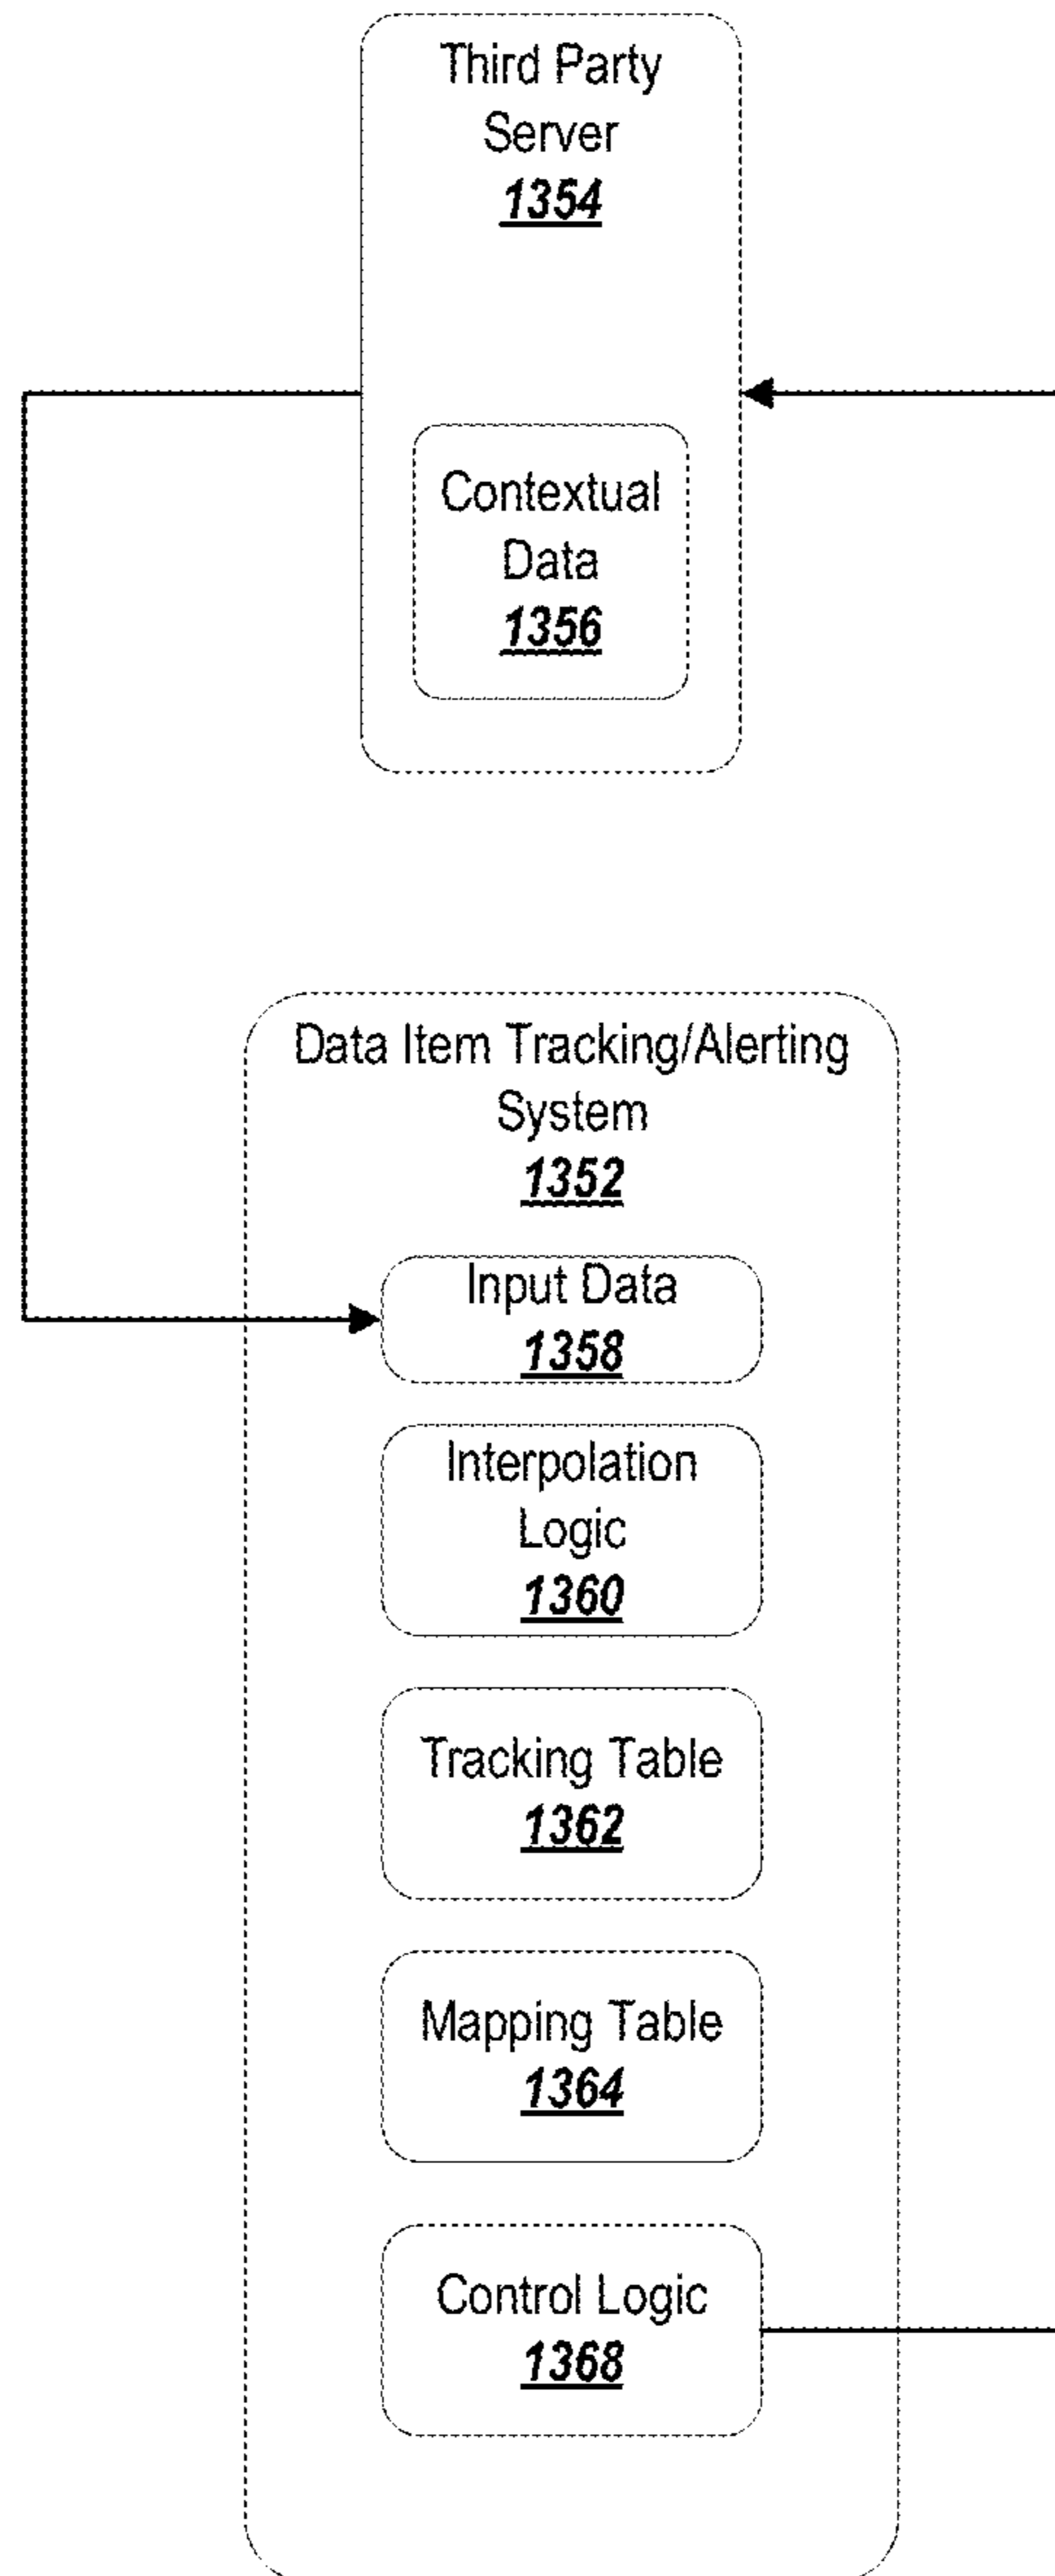 Third Party
Server
1354
Contextual
Data
1356
Data Item Tracking/Alerting
System
1352
Input Data
1358
Interpolation
Logic
1360
Tracking Table
1362
Mapping Table
1364
Control Logic
1368